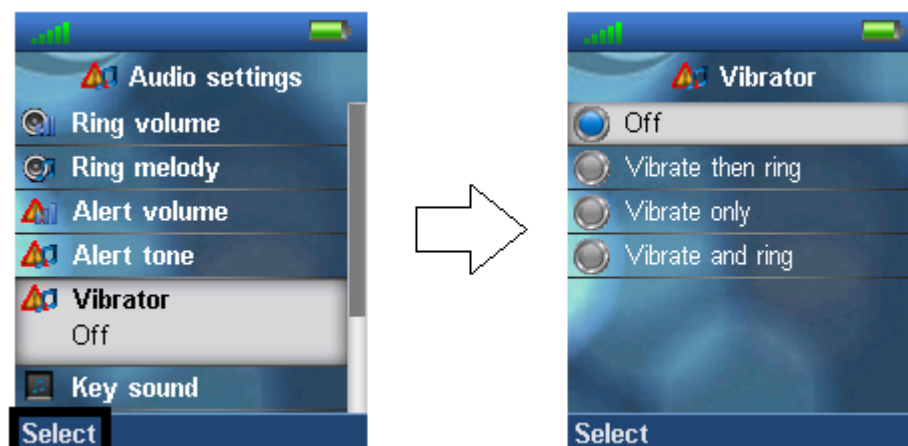 Audio settings
Ring volume
Ring melody
Alert volume
Alert tone
Vibrator
Off
Key sound
Select
Vibrator
Off
Vibrate then ring
Vibrate only
Vibrate and ring
Select